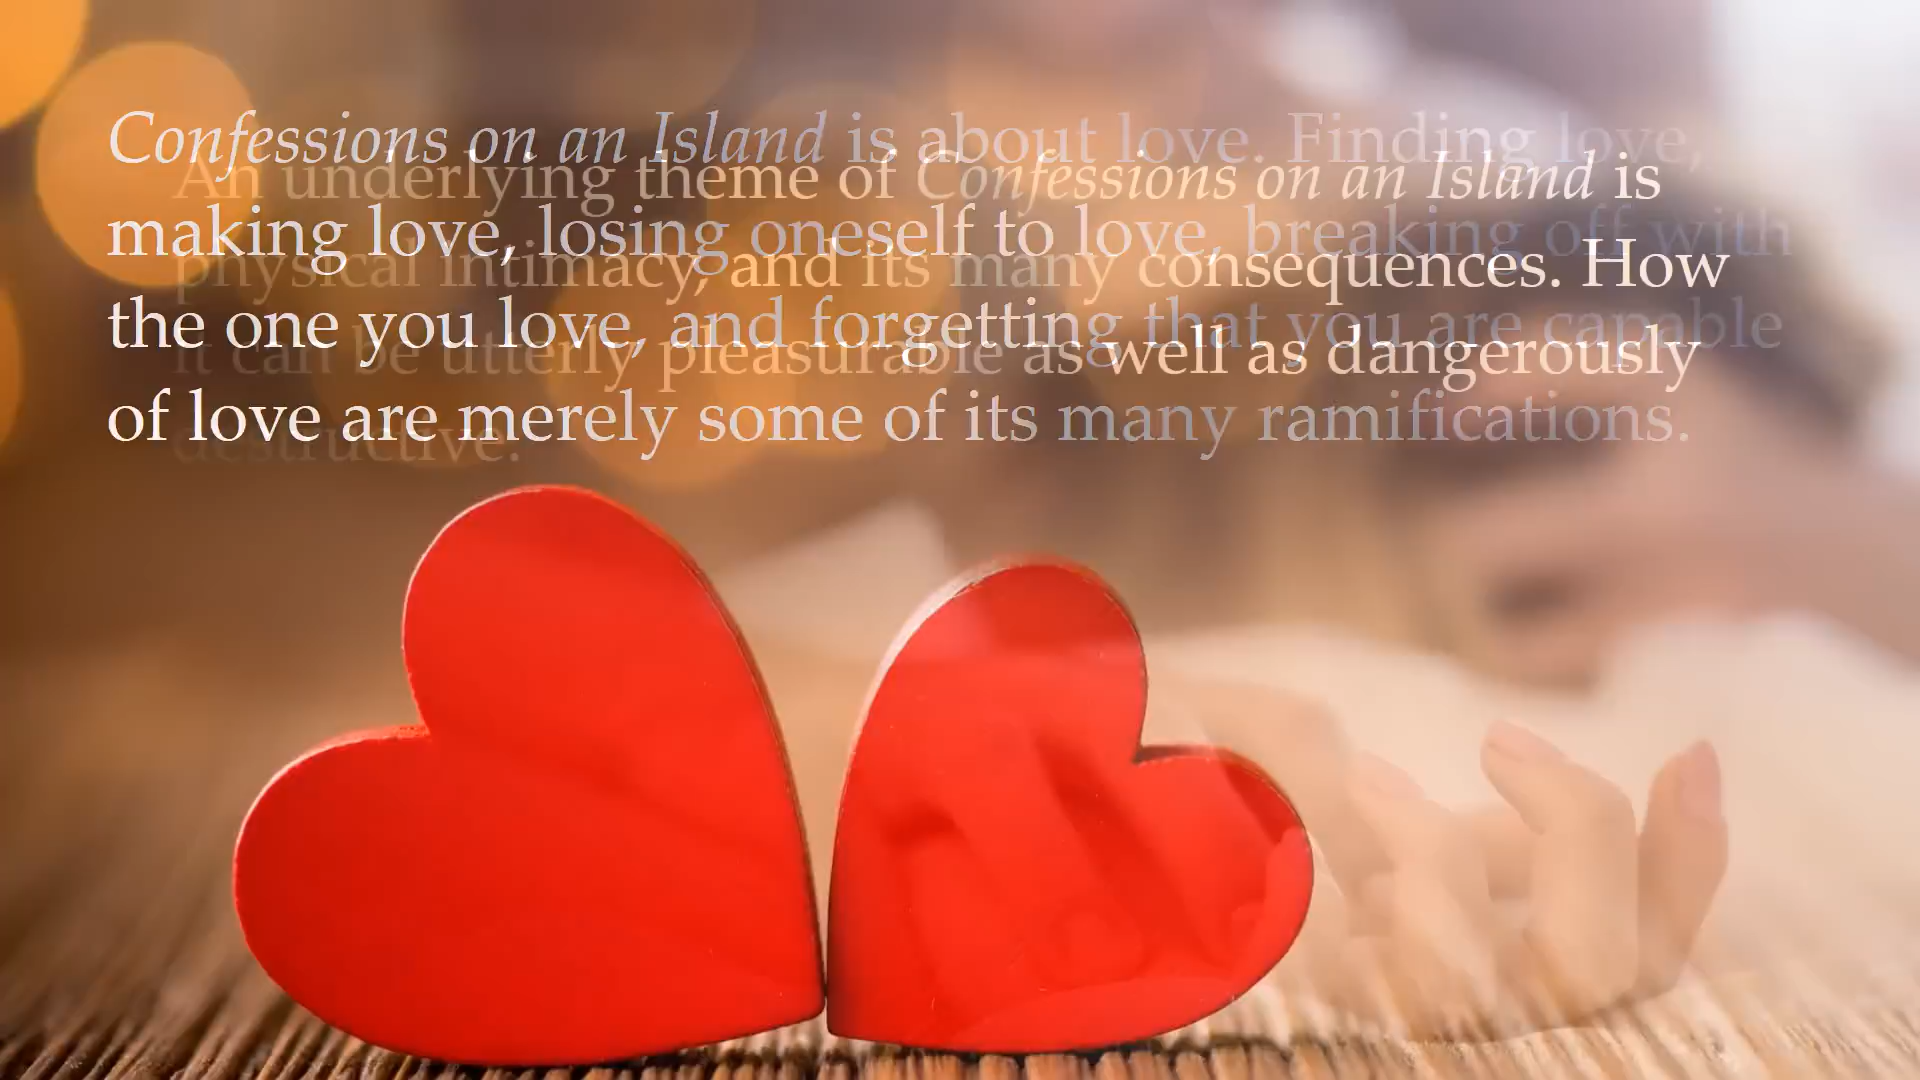 Confessions on an Island is about love. Finding love,
making love, losing oneself to love, breaking off with
the one you love, and forgetting that you are capable
of love are merely some of its many ramifications.
An underlying theme of Confessions on an Island is
physical intimacy, and its many consequences. How
it can be utterly pleasurable as well as dangerously
destructive.